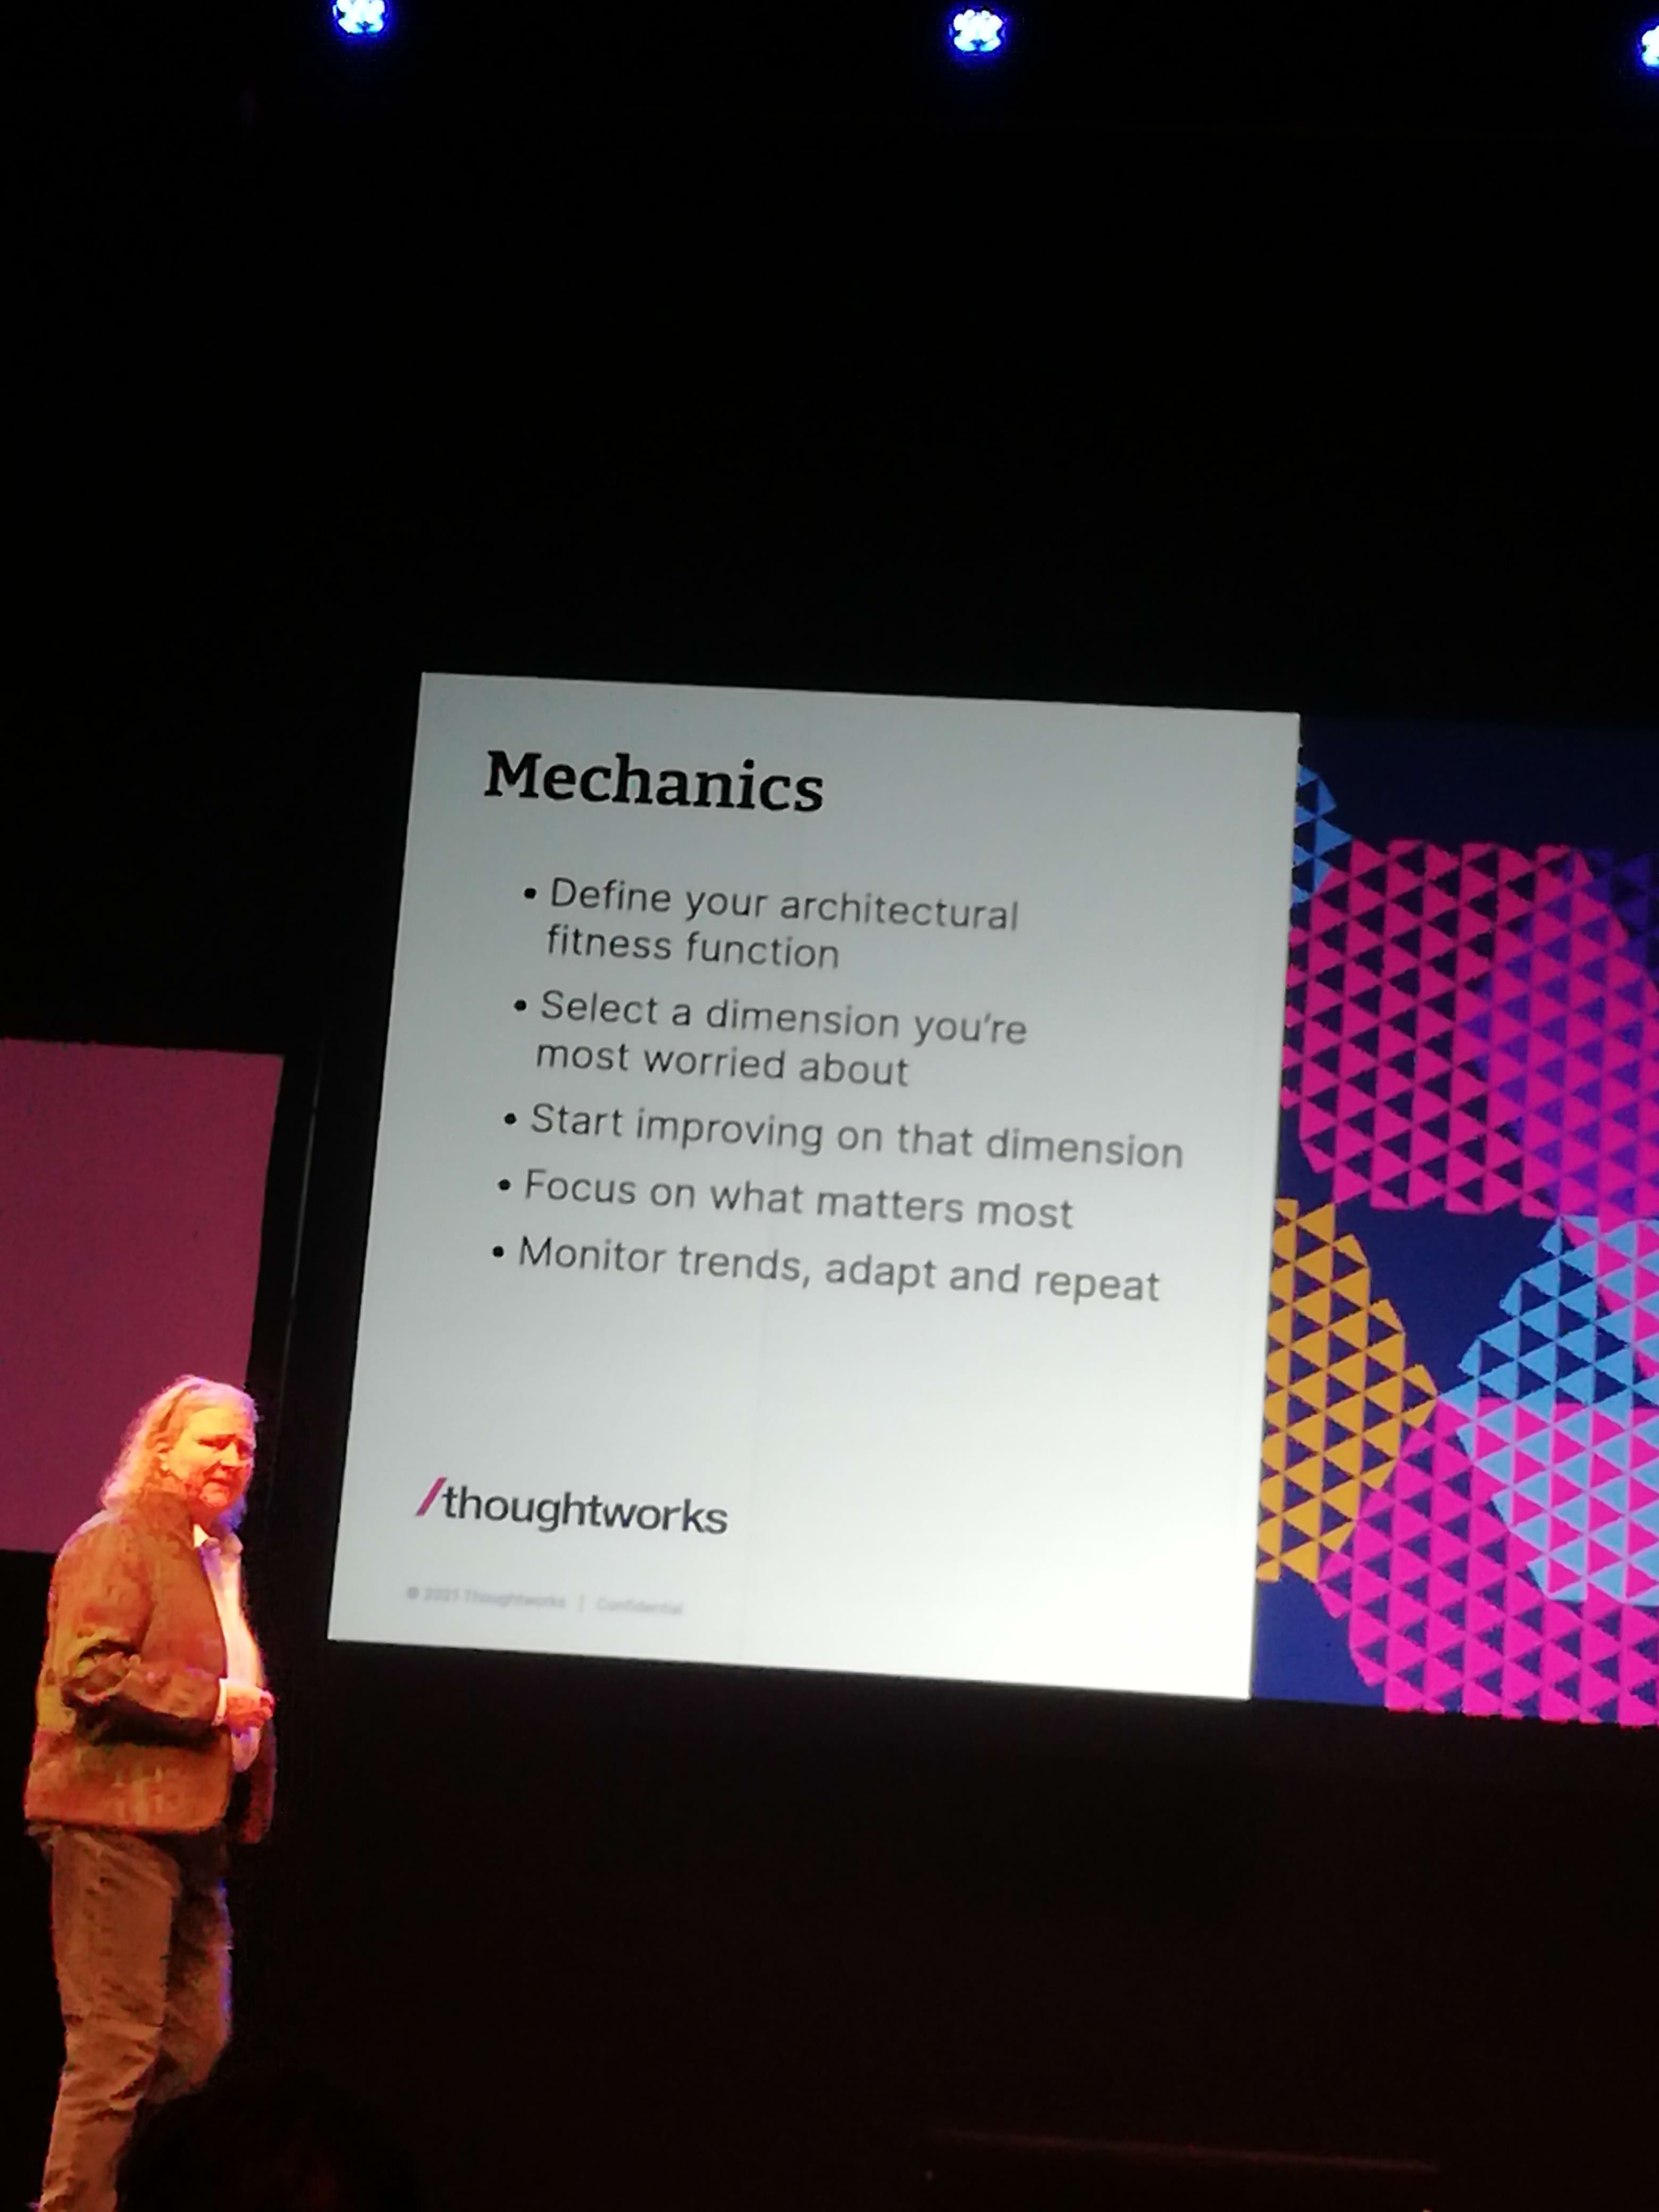 Mechanics
• Define your architectural
fitness function
• Select a dimension you're
most worried about
• Start improving on that dimension
• Focus on what matters most
• Monitor trends, adapt and repeat
/thoughtworks
© 2021 Thoughtworks | Confidential